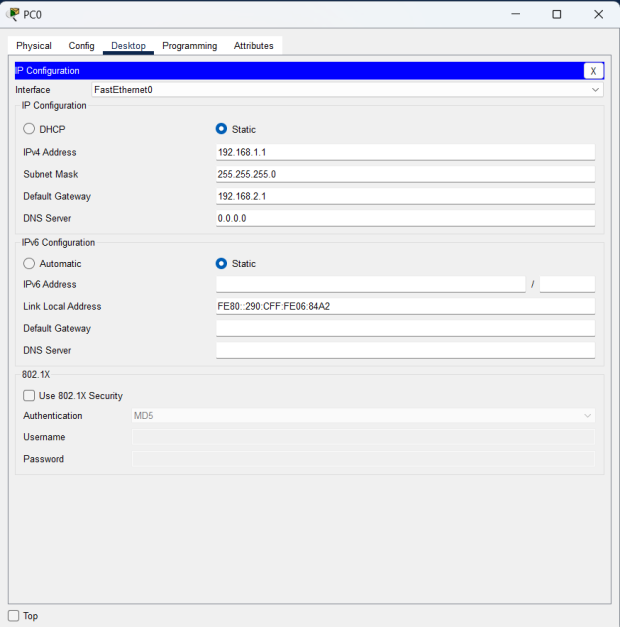 PC0
Physical Config Desktop Programming Attributes
IP Configuration X
Interface FastEthernet0
IP Configuration
DHCP Static
IPv4 Address 192.168.1.1
Subnet Mask 255.255.255.0
Default Gateway 192.168.2.1
DNS Server 0.0.0.0
IPv6 Configuration
Automatic Static
IPv6 Address /
Link Local Address FE80::290:CFF:FE06:84A2
Default Gateway
DNS Server
802.1X
Use 802.1X Security
Authentication MD5
Username
Password
Top